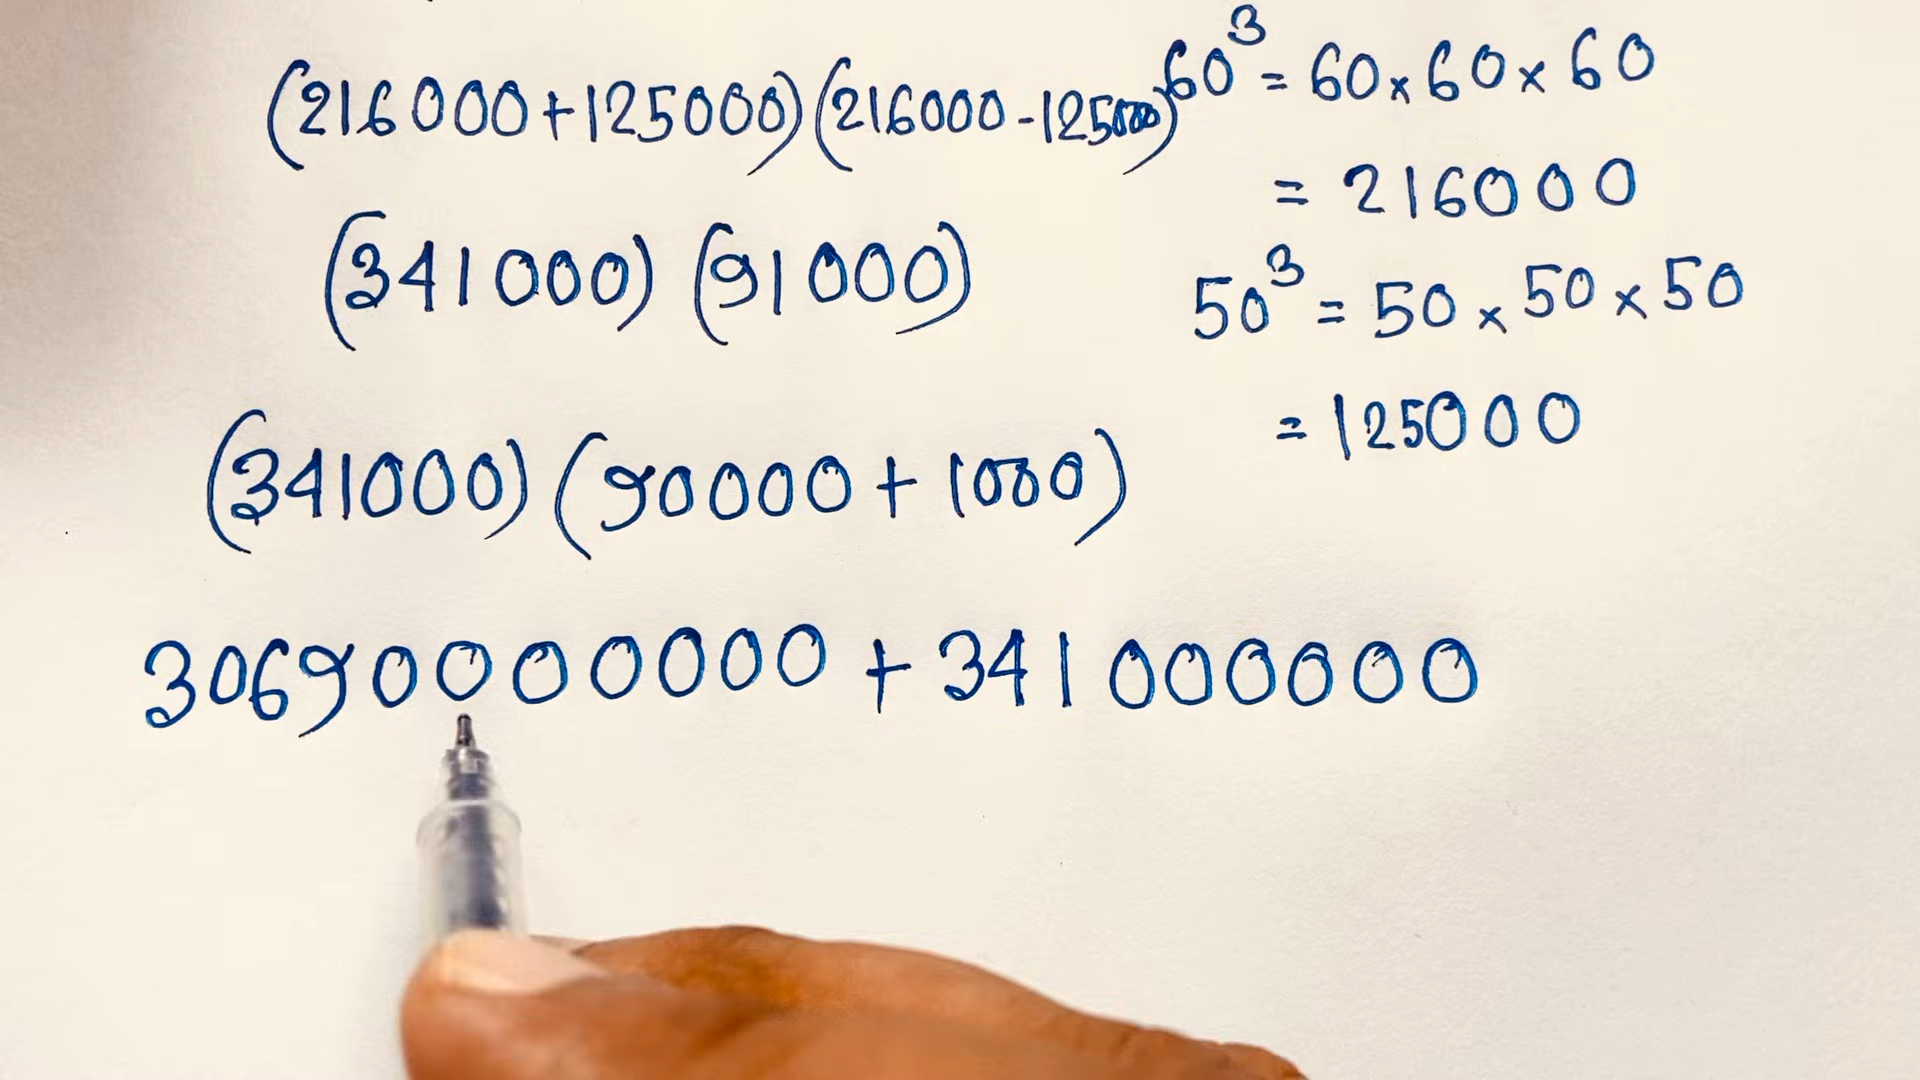 (216000+125000)(216000-125000)
(341000) (91000)
(341000) (90000 + 1000)
30690000000 + 341000000
60³ = 60 × 60 × 60
= 216000
50³ = 50 × 50 × 50
= 125000